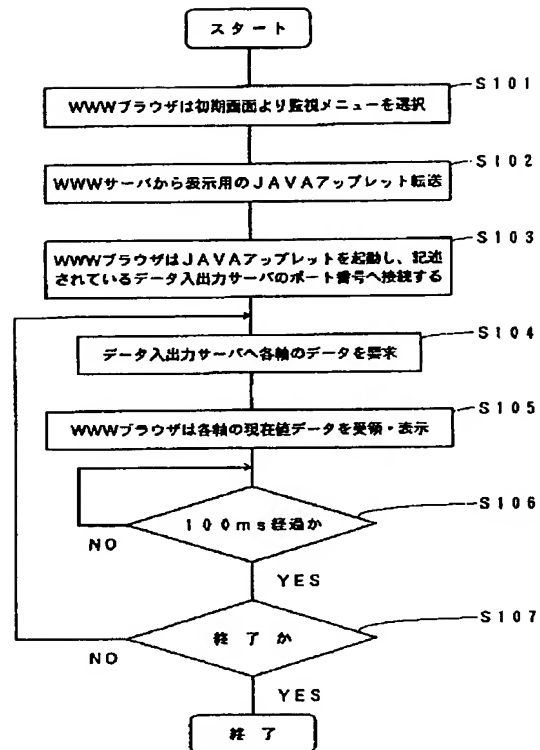 スタート
S101
WWWブラウザは初期画面より監視メニューを選択
S102
WWWサーバから表示用のJAVAアップレット転送
S103
WWWブラウザはJAVAアップレットを起動し、記述
されているデータ入出力サーバのポート番号へ接続する
S104
データ入出力サーバへ各軸のデータを要求
S105
WWWブラウザは各軸の現在値データを受領・表示
S106
100ms経過か
NO
YES
S107
終了か
NO
YES
終了